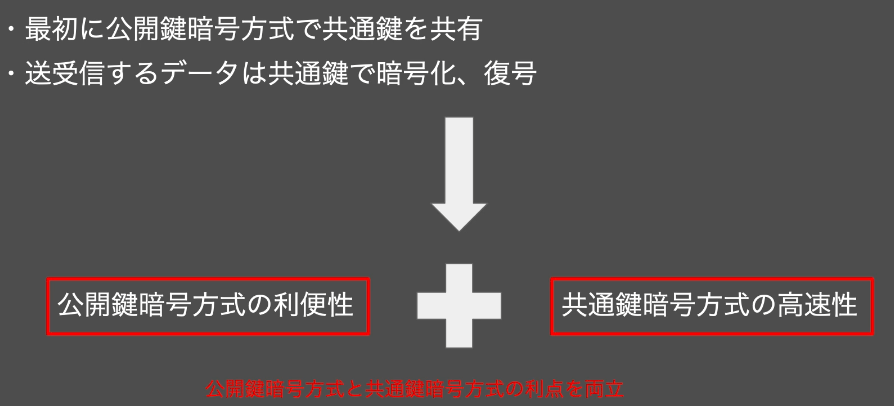 ・最初に公開鍵暗号方式で共通鍵を共有
・送受信するデータは共通鍵で暗号化、復号
公開鍵暗号方式の利便性
共通鍵暗号方式の高速性
公開鍵暗号方式と共通鍵暗号方式の利点を両立